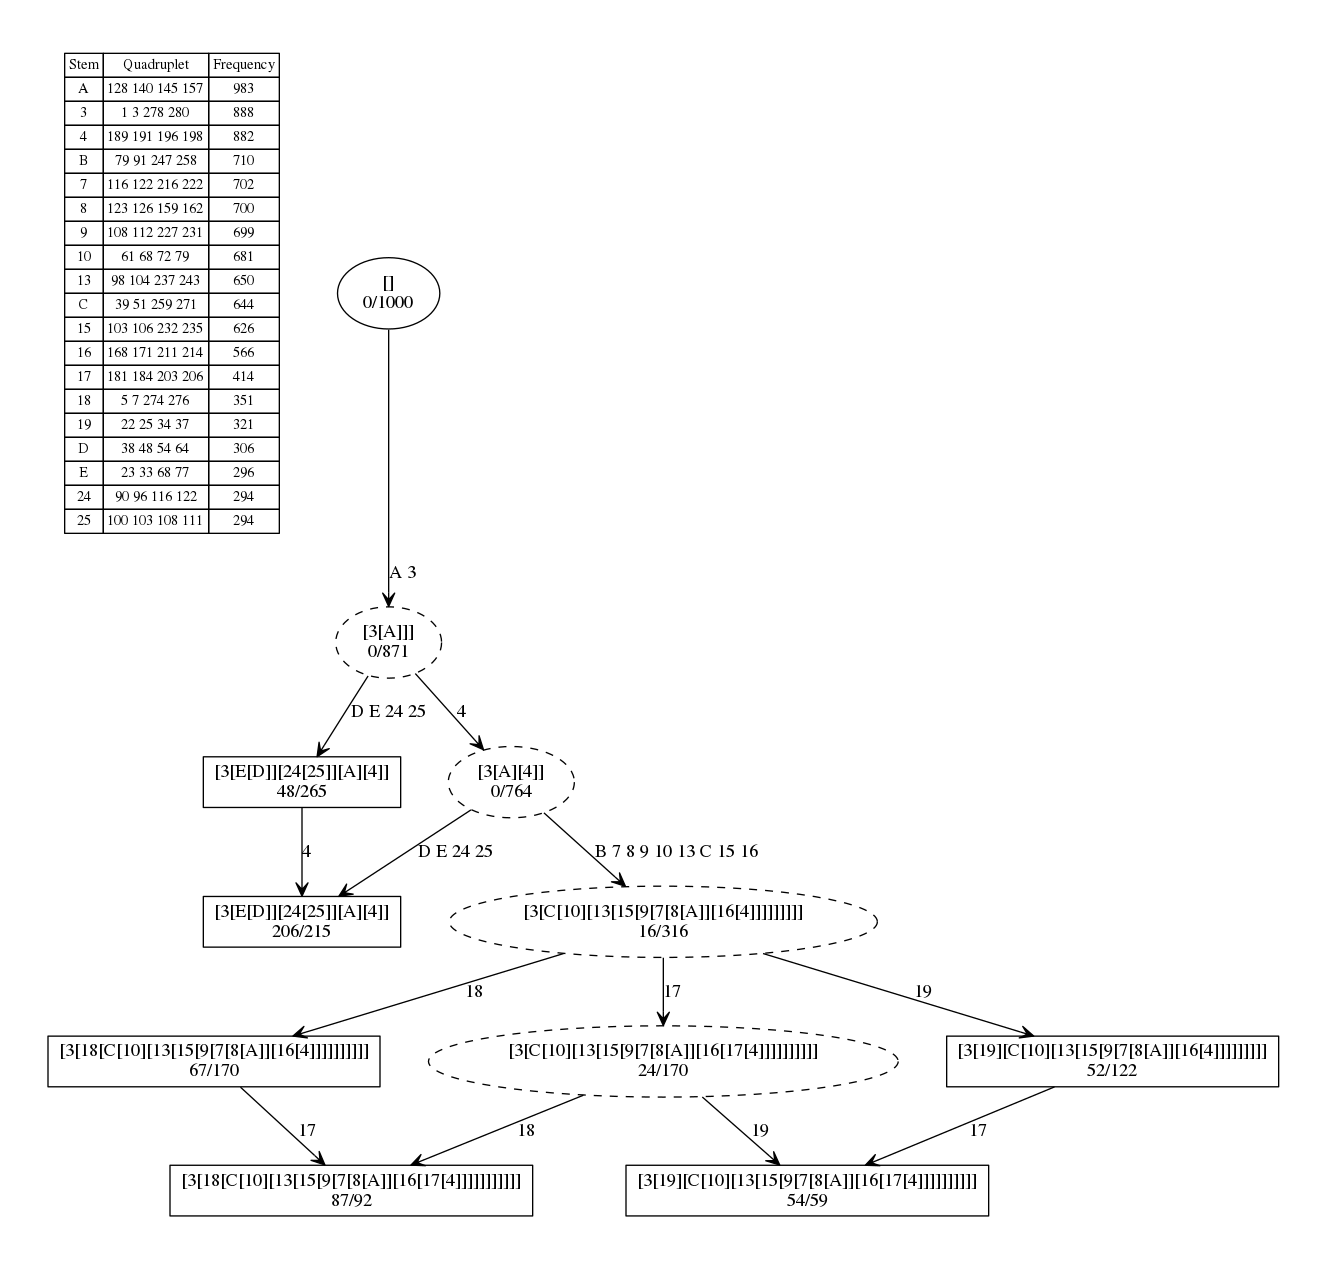 Stem Quadruplet Frequency
A 128 140 145 157 983
3 1 3 278 280 888
4 189 191 196 198 882
B 79 91 247 258 710
7 116 122 216 222 702
8 123 126 159 162 700
9 108 112 227 231 699
10 61 68 72 79 681
13 98 104 237 243 650
C 39 51 259 271 644
15 103 106 232 235 626
16 168 171 211 214 566
17 181 184 203 206 414
18 5 7 274 276 351
19 22 25 34 37 321
D 38 48 54 64 306
E 23 33 68 77 296
24 90 96 116 122 294
25 100 103 108 111 294
[]
0/1000
A 3
[3[A]]]
0/871
D E 24 25
4
[3[E[D]][24[25]][A][4]]
48/265
[3[A][4]]
0/764
4
D E 24 25
B 7 8 9 10 13 C 15 16
[3[E[D]][24[25]][A][4]]
206/215
[3[C[10][13[15[9[7[8[A]][16[4]]]]]]]]]
16/316
18
17
19
[3[18[C[10][13[15[9[7[8[A]][16[4]]]]]]]]]]
67/170
[3[C[10][13[15[9[7[8[A]][16[17[4]]]]]]]]]]
24/170
[3[19][C[10][13[15[9[7[8[A]][16[4]]]]]]]]]
52/122
17
18
19
17
[3[18[C[10][13[15[9[7[8[A]][16[17[4]]]]]]]]]]]
87/92
[3[19][C[10][13[15[9[7[8[A]][16[17[4]]]]]]]]]]
54/59